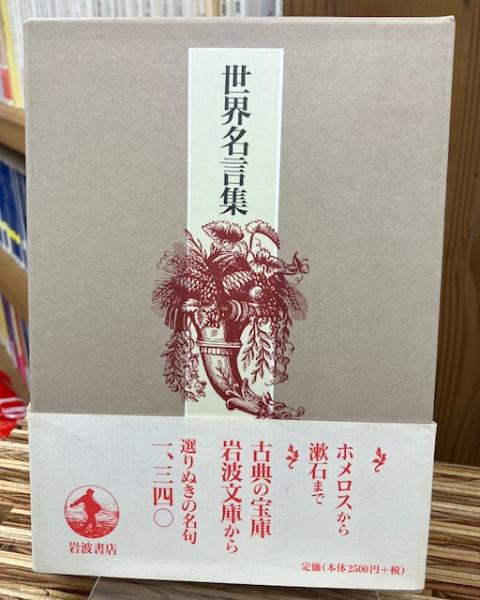 世界名言集
ホメロスから
漱石まで
古典の宝庫
岩波文庫から
選りぬきの名句
一、三四〇
岩波書店
定価(本体2500円+税)